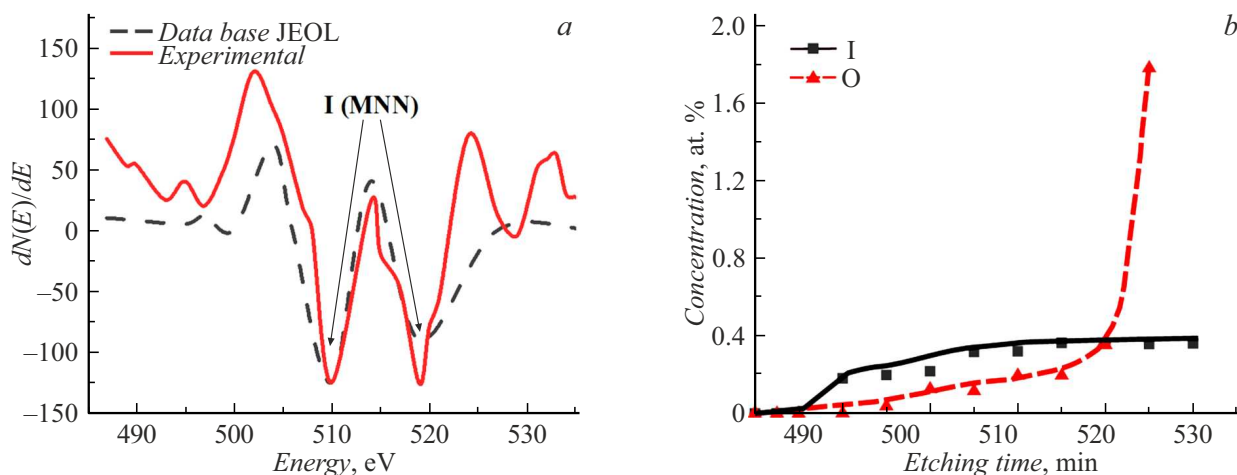 a
Data base JEOL
Experimental
I (MNN)
150
100
50
0
–50
–100
–150
dN(E)/dE
490
500
510
520
530
Energy, eV
b
I
O
2.0
1.6
1.2
0.8
0.4
0
Concentration, at. %
490
500
510
520
530
Etching time, min